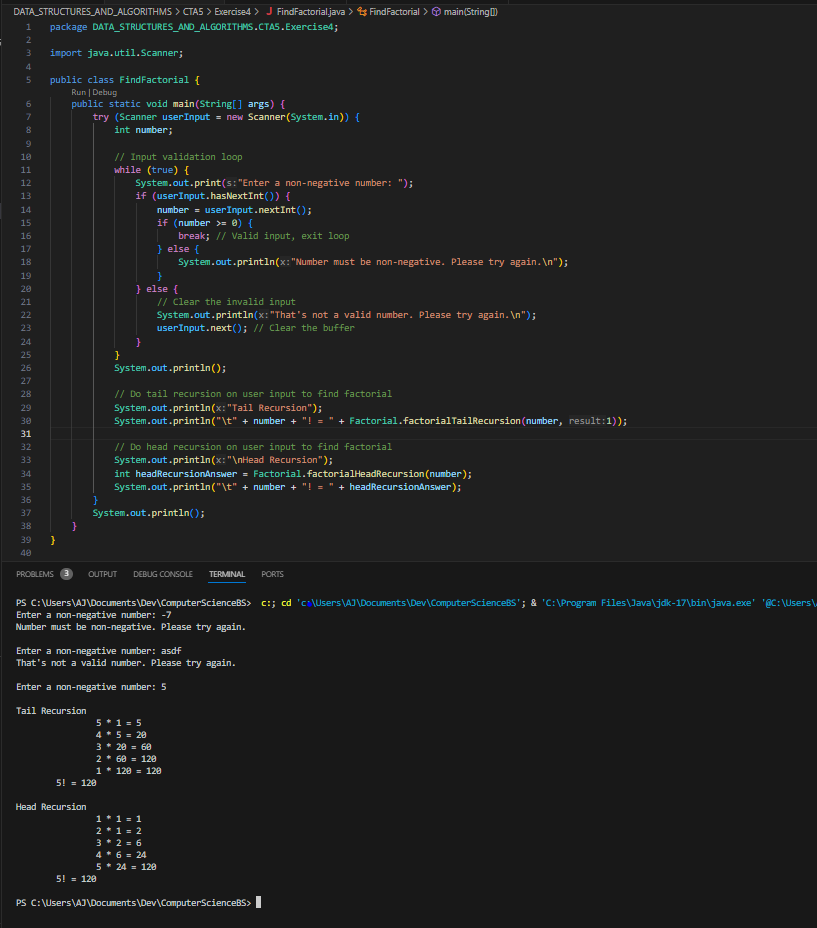 DATA_STRUCTURES_AND_ALGORITHMS > CTA5 > Exercise4 > J FindFactorial.java > FindFactorial > main(String[])
1 package DATA_STRUCTURES_AND_ALGORITHMS.CTA5.Exercise4;
2
3 import java.util.Scanner;
4
5 public class FindFactorial {
Run | Debug
6 public static void main(String[] args) {
7 try (Scanner userInput = new Scanner(System.in)) {
8 int number;
9
10 // Input validation loop
11 while (true) {
12 System.out.print(s:"Enter a non-negative number: ");
13 if (userInput.hasNextInt()) {
14 number = userInput.nextInt();
15 if (number >= 0) {
16 break; // Valid input, exit loop
17 } else {
18 System.out.println(x:"Number must be non-negative. Please try again.\n");
19 }
20 } else {
21 // Clear the invalid input
22 System.out.println(x:"That's not a valid number. Please try again.\n");
23 userInput.next(); // Clear the buffer
24 }
25 }
26 System.out.println();
27
28 // Do tail recursion on user input to find factorial
29 System.out.println(x:"Tail Recursion");
30 System.out.println("\t" + number + "! = " + Factorial.factorialTailRecursion(number, result:1));
31
32 // Do head recursion on user input to find factorial
33 System.out.println(x:"\nHead Recursion");
34 int headRecursionAnswer = Factorial.factorialHeadRecursion(number);
35 System.out.println("\t" + number + "! = " + headRecursionAnswer);
36 }
37 System.out.println();
38 }
39 }
40
PROBLEMS 3 OUTPUT DEBUG CONSOLE TERMINAL PORTS
PS C:\Users\AJ\Documents\Dev\ComputerScienceBS> c:; cd 'c:\Users\AJ\Documents\Dev\ComputerScienceBS'; & 'C:\Program Files\Java\jdk-17\bin\java.exe' '@C:\Users\
Enter a non-negative number: -7
Number must be non-negative. Please try again.

Enter a non-negative number: asdf
That's not a valid number. Please try again.

Enter a non-negative number: 5

Tail Recursion
5 * 1 = 5
4 * 5 = 20
3 * 20 = 60
2 * 60 = 120
1 * 120 = 120
5! = 120

Head Recursion
1 * 1 = 1
2 * 1 = 2
3 * 2 = 6
4 * 6 = 24
5 * 24 = 120
5! = 120

PS C:\Users\AJ\Documents\Dev\ComputerScienceBS>